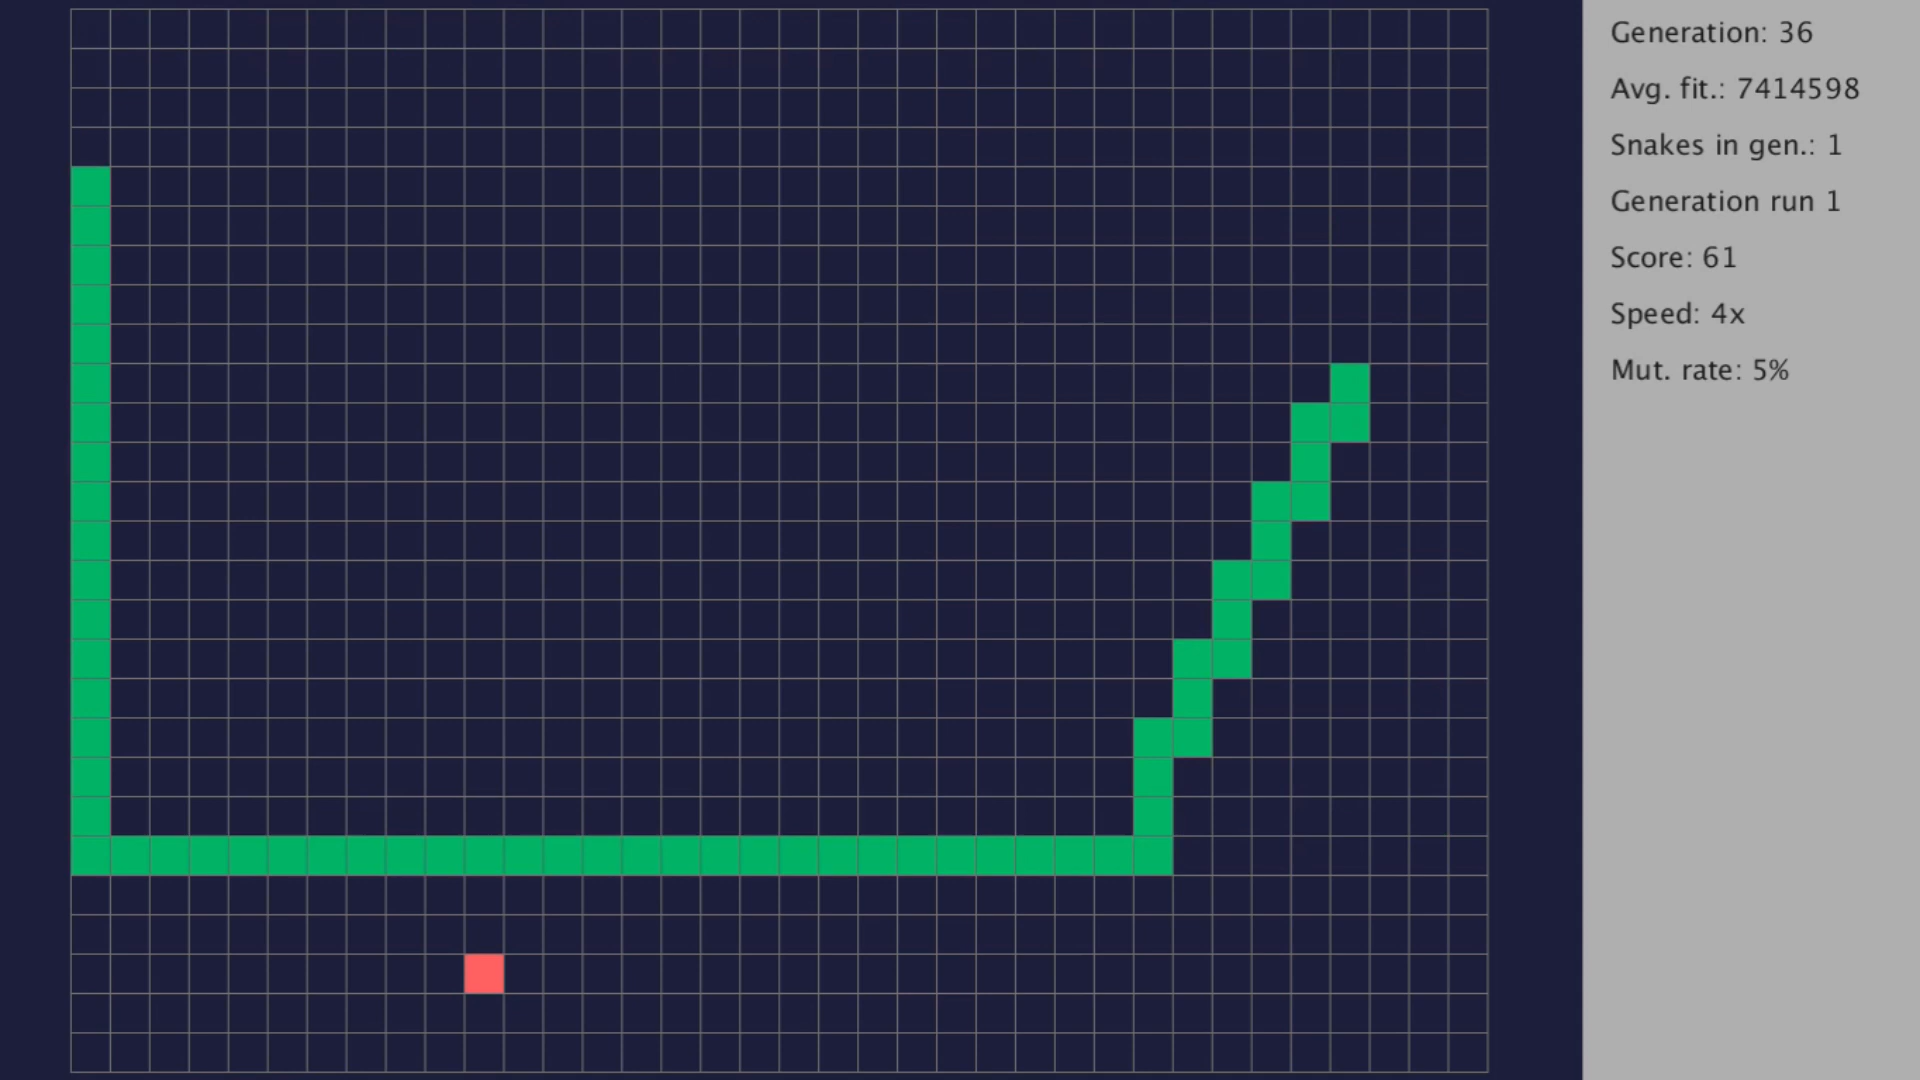 Generation: 36
Avg. fit.: 7414598
Snakes in gen.: 1
Generation run 1
Score: 61
Speed: 4x
Mut. rate: 5%